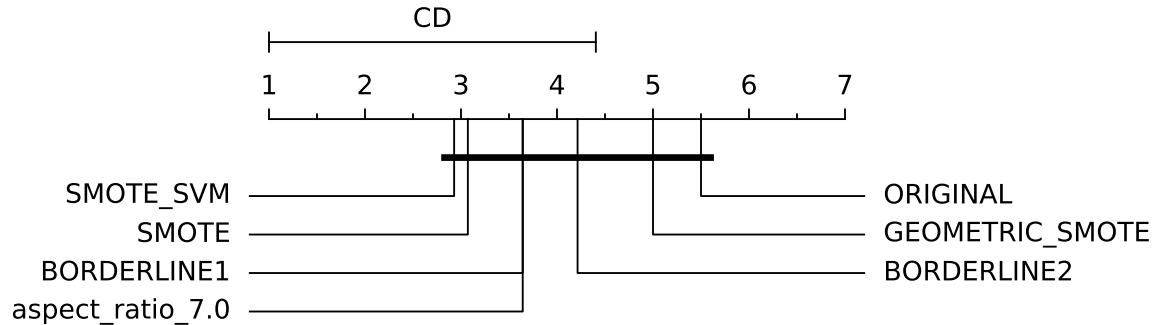 CD
1 2 3 4 5 6 7
SMOTE_SVM
SMOTE
BORDERLINE1
aspect_ratio_7.0
ORIGINAL
GEOMETRIC_SMOTE
BORDERLINE2